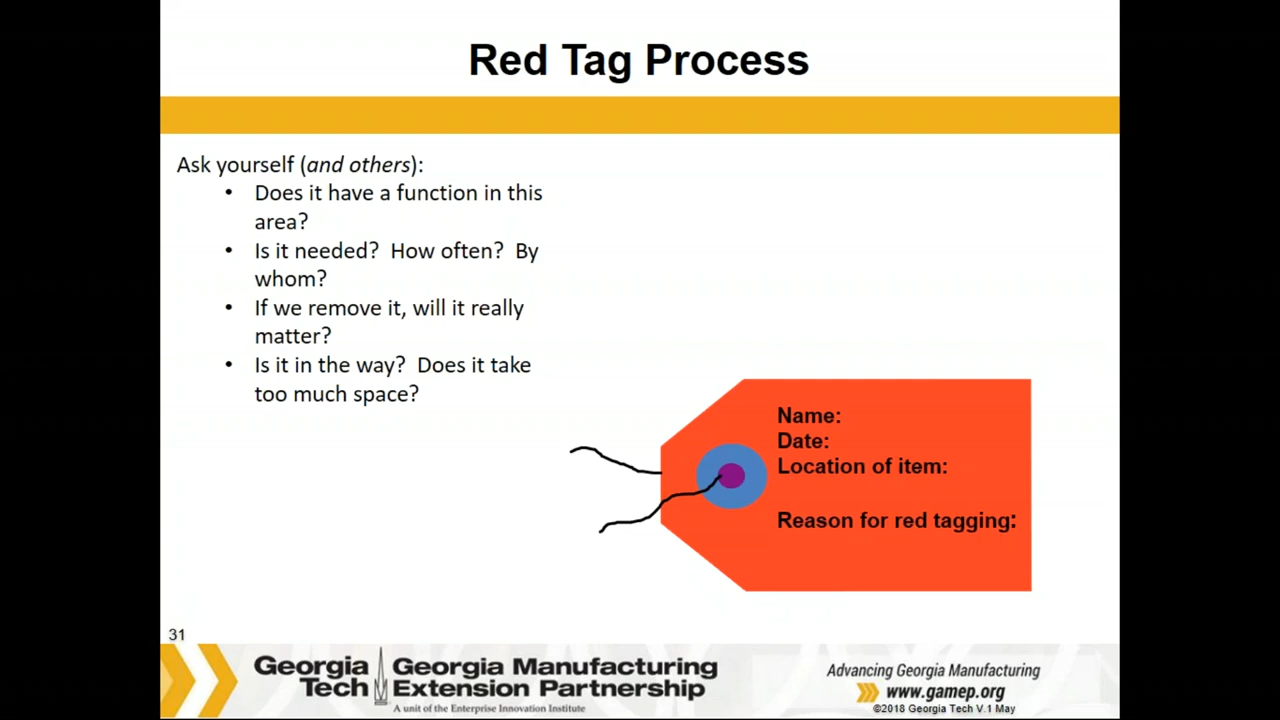 Red Tag Process
Ask yourself (and others):
• Does it have a function in this
area?
• Is it needed?  How often?  By
whom?
• If we remove it, will it really
matter?
• Is it in the way?  Does it take
too much space?
Name:
Date:
Location of item:
Reason for red tagging:
31
Georgia
Tech
Georgia Manufacturing
Extension Partnership
A unit of the Enterprise Innovation Institute
Advancing Georgia Manufacturing
www.gamep.org
©2018 Georgia Tech V.1 May